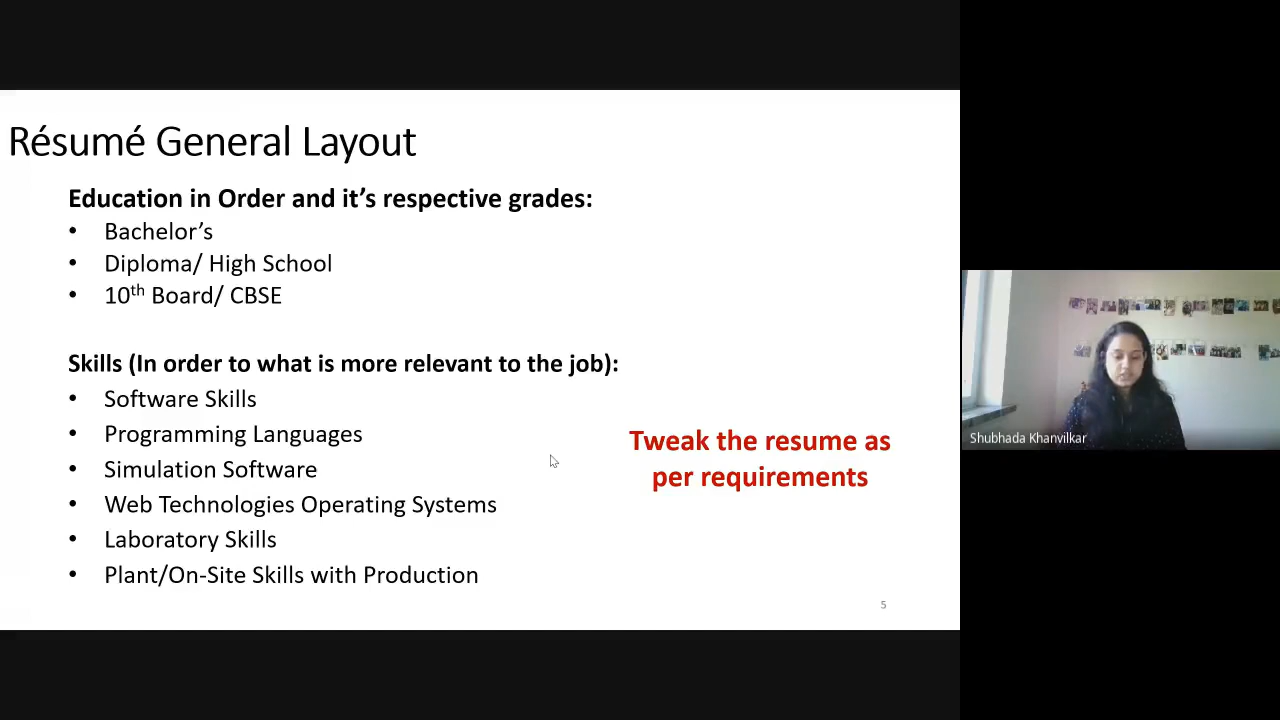 Résumé General Layout
Education in Order and it's respective grades:
• Bachelor's
• Diploma/ High School
• 10th Board/ CBSE
Skills (In order to what is more relevant to the job):
• Software Skills
• Programming Languages
• Simulation Software
• Web Technologies Operating Systems
• Laboratory Skills
• Plant/On-Site Skills with Production
Tweak the resume as
per requirements
5
Shubhada Khanvilkar